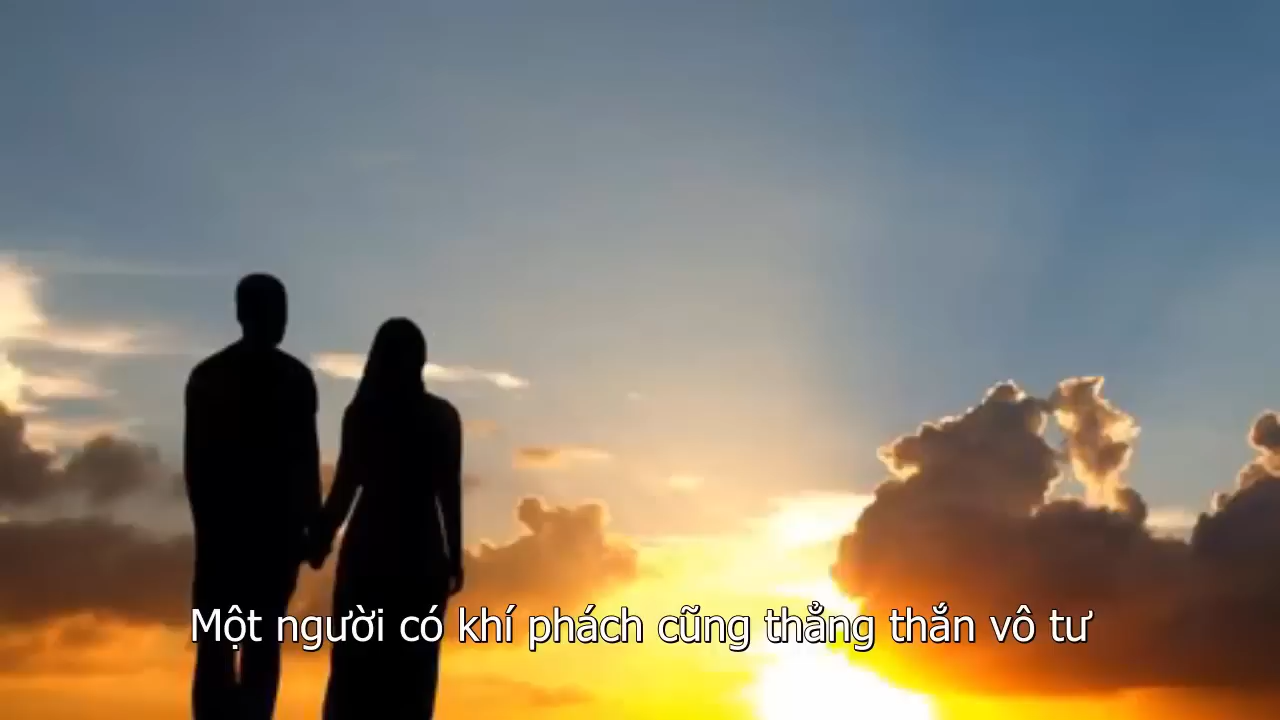 Một người có khí phách cũng thẳng thắn vô tư